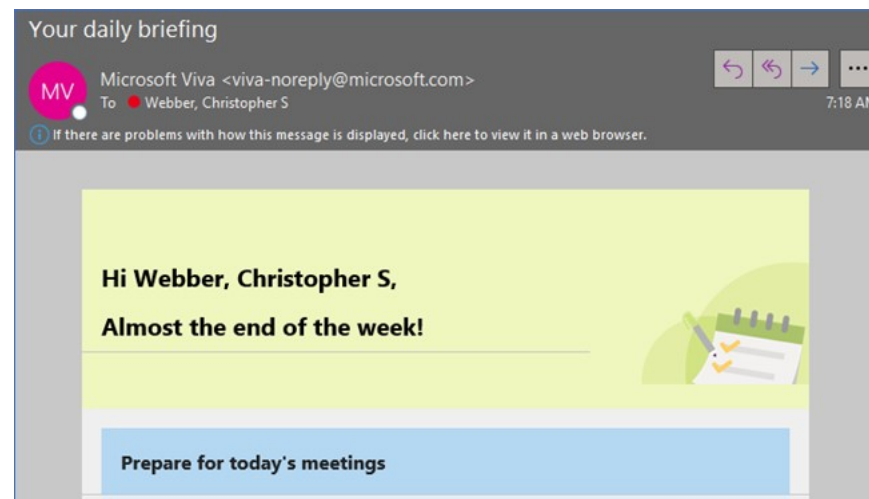 Your daily briefing
MV
Microsoft Viva <viva-noreply@microsoft.com>
To Webber, Christopher S
7:18 AM
If there are problems with how this message is displayed, click here to view it in a web browser.
Hi Webber, Christopher S,
Almost the end of the week!
Prepare for today's meetings